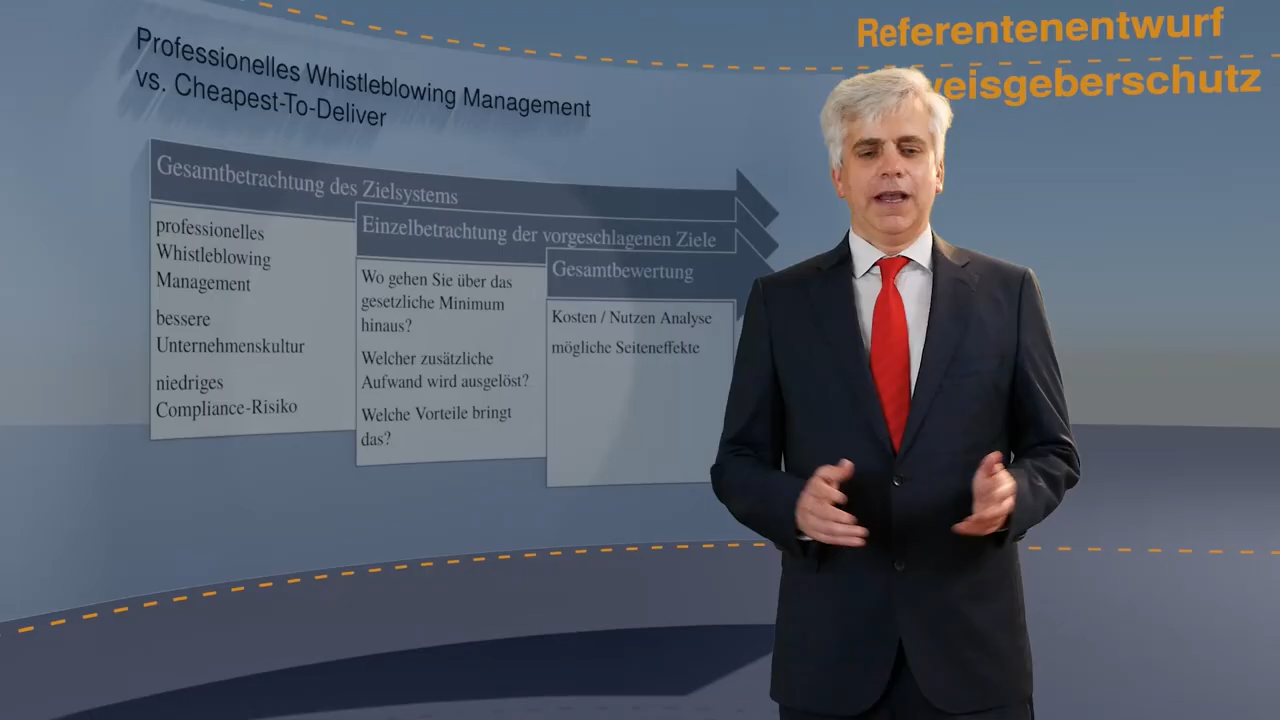 Professionelles Whistleblowing Management
vs. Cheapest-To-Deliver
Referentenentwurf
Gesamtbetrachtung des Zielsystems
professionelles
Whistleblowing
Management
bessere
Unternehmenskultur
niedriges
Compliance-Risiko
Einzelbetrachtung der vorgeschlagenen Ziele
Wo gehen Sie über das
gesetzliche Minimum
hinaus?
Welcher zusätzliche
Aufwand wird ausgelöst?
Welche Vorteile bringt
das?
Gesamtbewertung
Kosten / Nutzen Analyse
mögliche Seiteneffekte